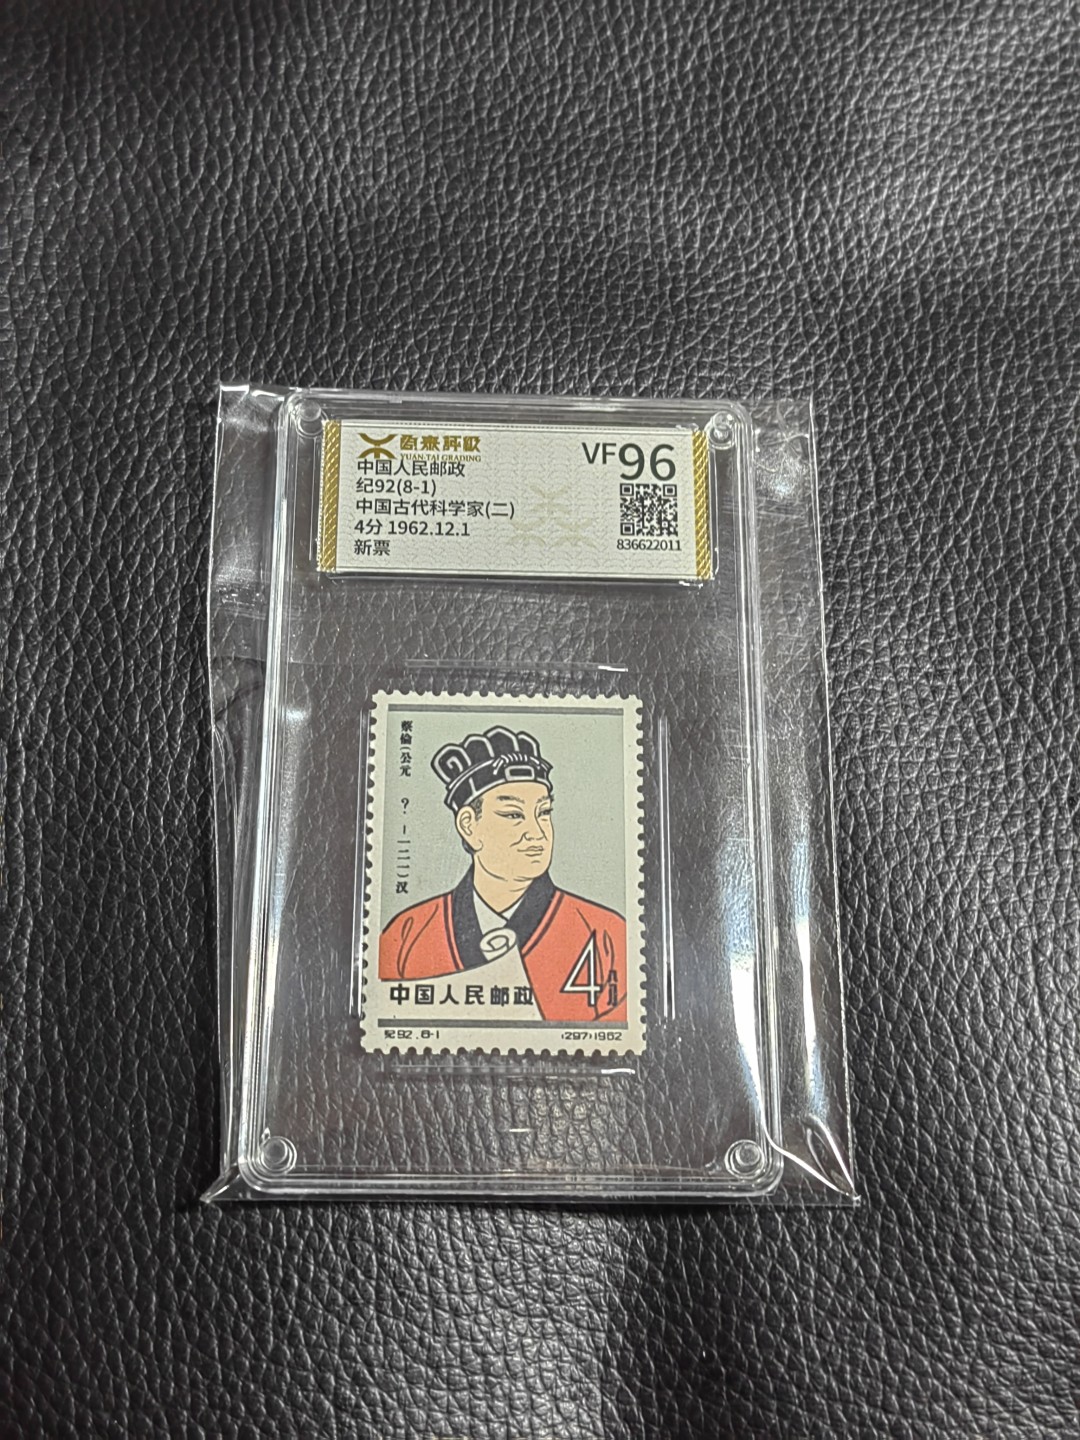 源泰评级
YUAN TAI GRADING
中国人民邮政
纪92(8-1)
中国古代科学家(二)
4分 1962.12.1
新票
VF96
836622011
蔡倫(公元 ?-一二一)汉
中国人民邮政
4分
纪92.8-1
(297)1962